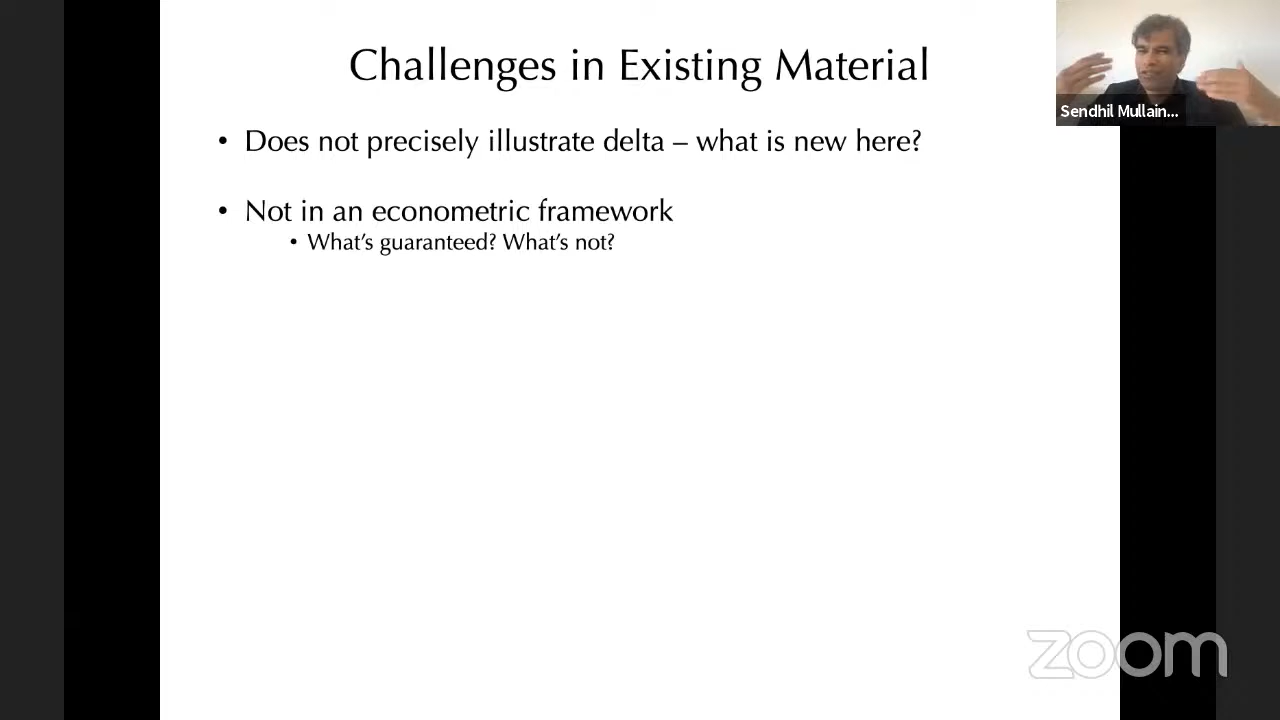 Challenges in Existing Material
• Does not precisely illustrate delta – what is new here?
• Not in an econometric framework
• What's guaranteed? What's not?
Sendhil Mullain...
zoom